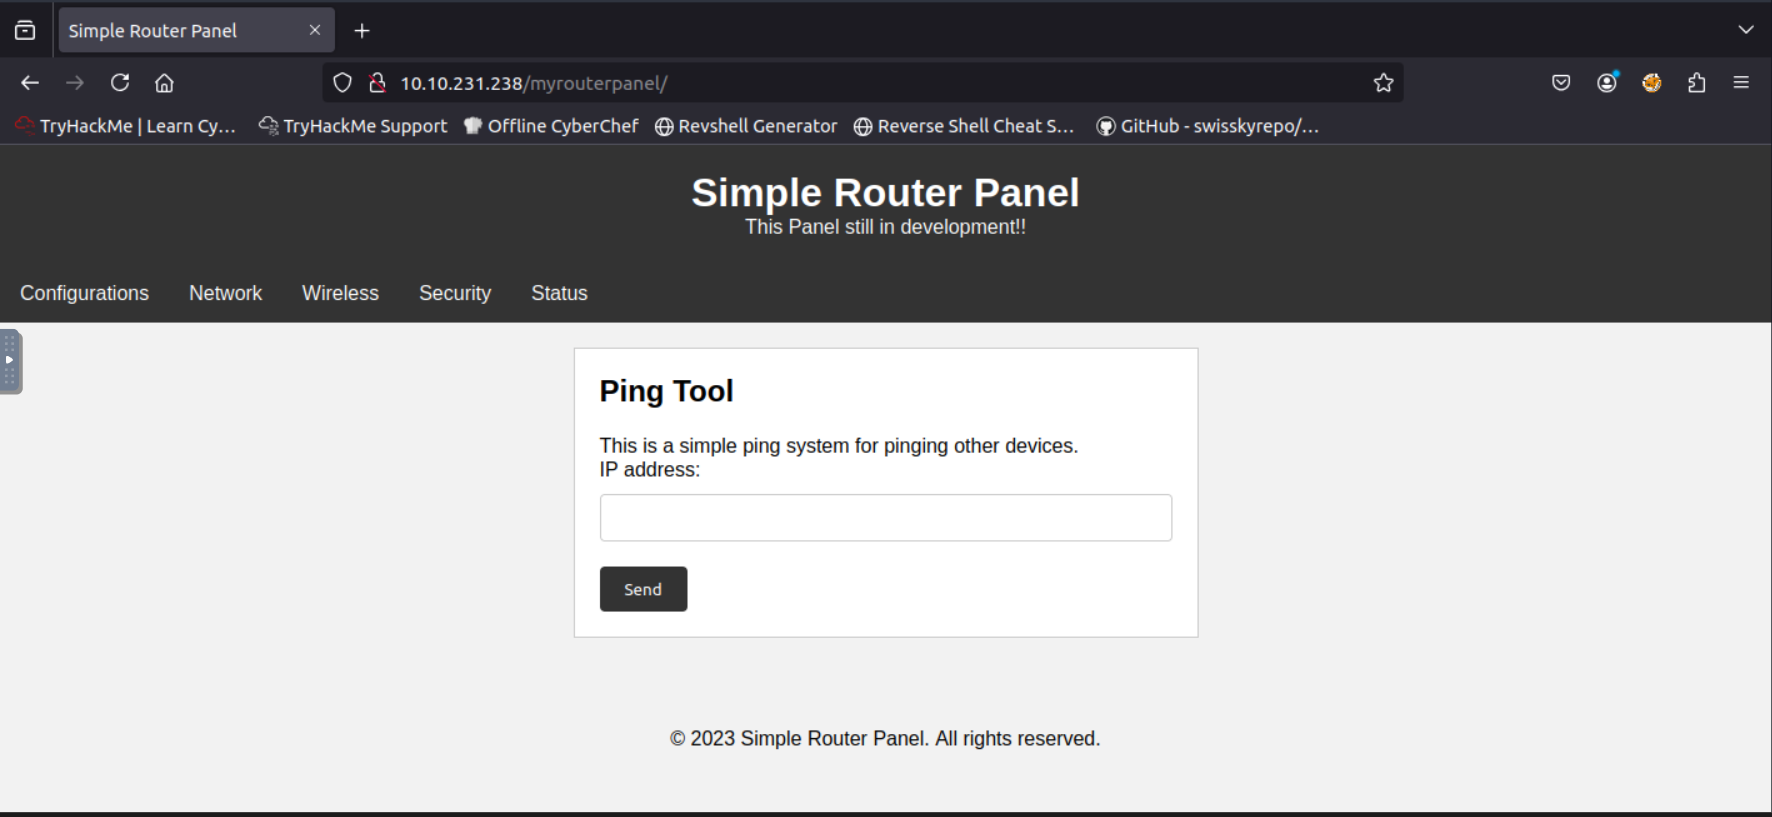 Simple Router Panel
10.10.231.238/myrouterpanel/
TryHackMe | Learn Cy... TryHackMe Support Offline CyberChef Revshell Generator Reverse Shell Cheat S... GitHub - swisskyrepo/...
Simple Router Panel
This Panel still in development!!
Configurations Network Wireless Security Status
Ping Tool
This is a simple ping system for pinging other devices.
IP address:
Send
© 2023 Simple Router Panel. All rights reserved.